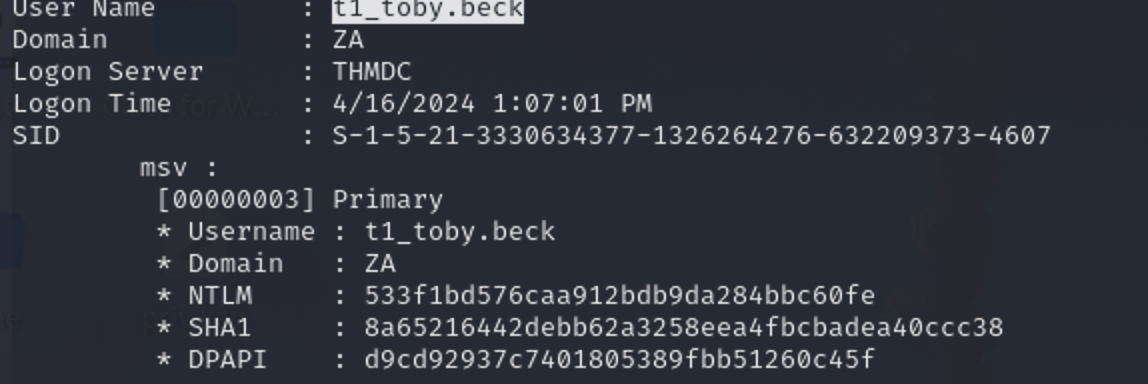 User Name : t1_toby.beck
Domain : ZA
Logon Server : THMDC
Logon Time : 4/16/2024 1:07:01 PM
SID : S-1-5-21-3330634377-1326264276-632209373-4607
msv :
[00000003] Primary
* Username : t1_toby.beck
* Domain : ZA
* NTLM : 533f1bd576caa912bdb9da284bbc60fe
* SHA1 : 8a65216442debb62a3258eea4fbcbadea40ccc38
* DPAPI : d9cd92937c7401805389fbb51260c45f